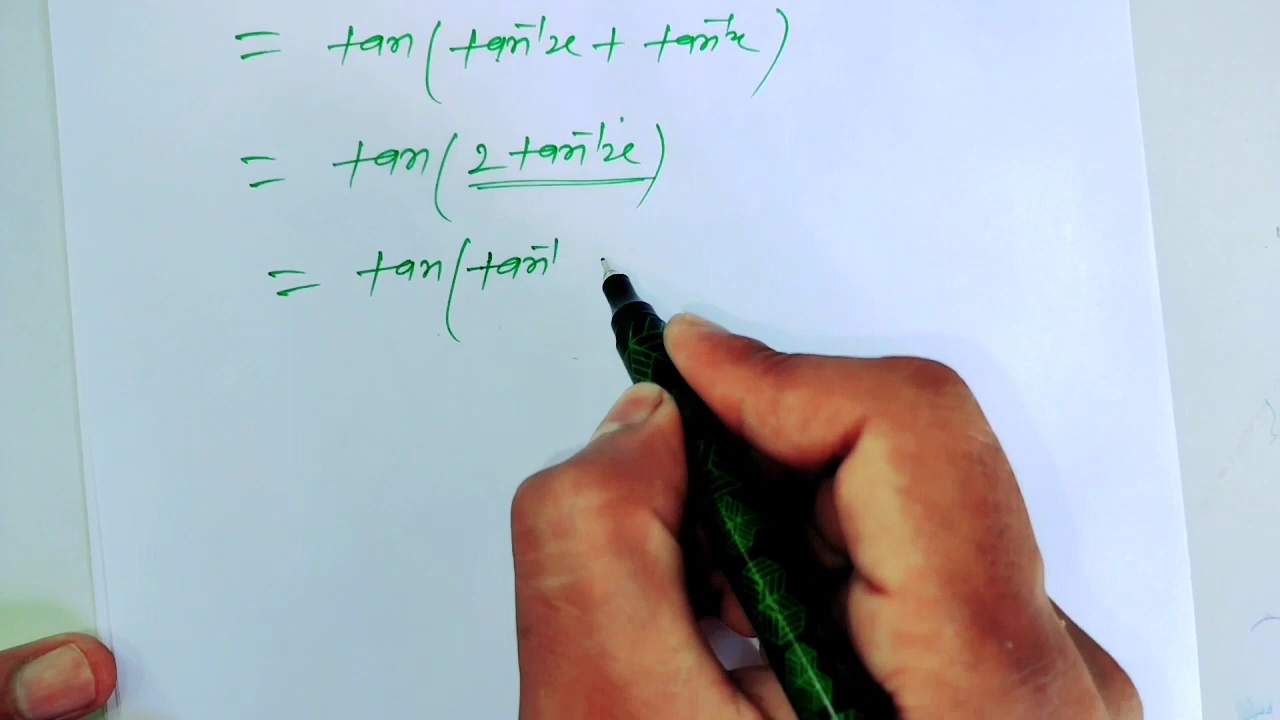 = tan(tan⁻¹x + tan⁻¹x)
= tan(2 tan⁻¹x)
= tan(tan⁻¹